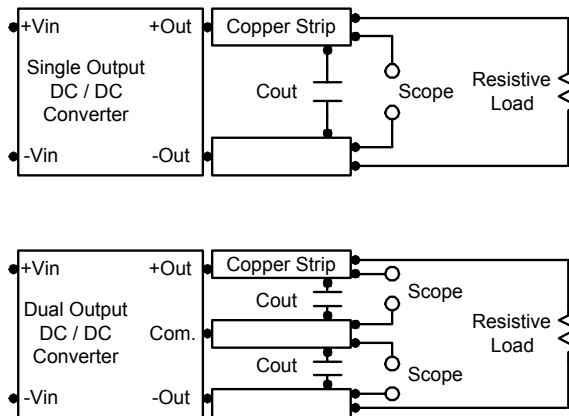 +Vin
+Out
Copper Strip
Single Output
DC / DC
Converter
Cout
Scope
Resistive
Load
-Vin
-Out
+Vin
+Out
Copper Strip
Cout
Scope
Dual Output
DC / DC
Converter
Com.
Resistive
Load
Cout
Scope
-Vin
-Out